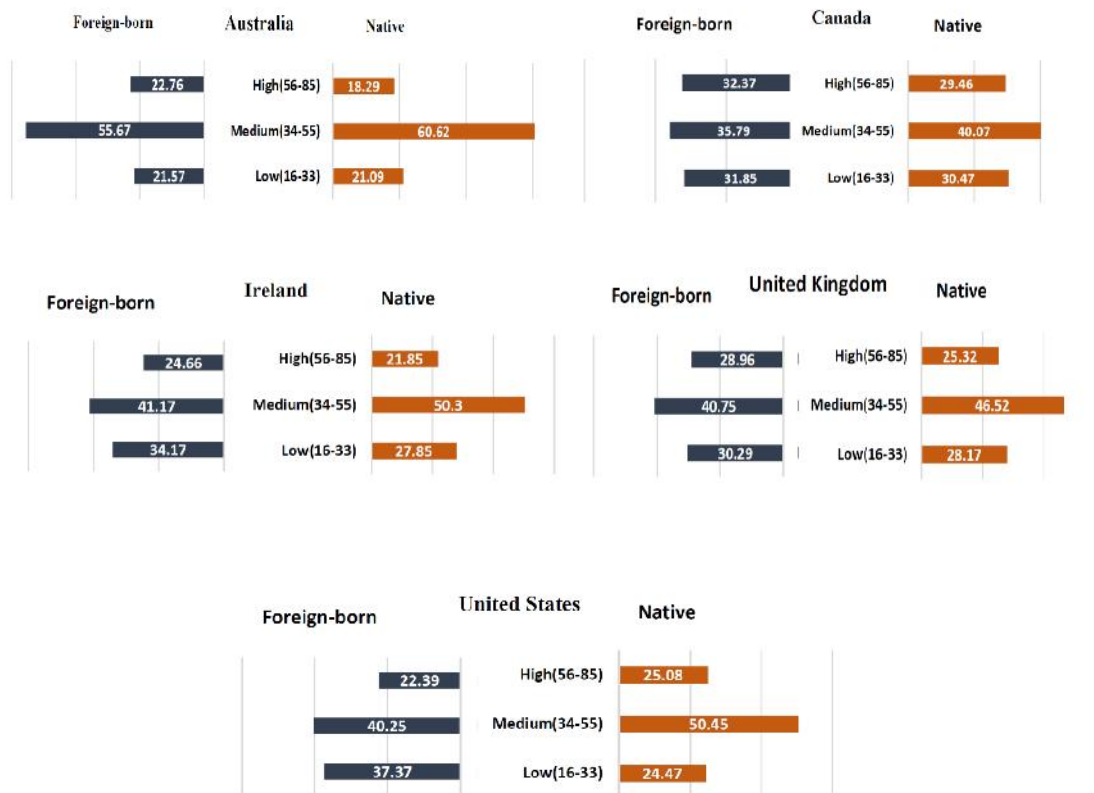 Foreign-born Australia Native
22.76 High(56-85) 18.29
55.67 Medium(34-55) 60.62
21.57 Low(16-33) 21.09
Foreign-born Canada Native
32.37 High(56-85) 29.46
35.79 Medium(34-55) 40.07
31.85 Low(16-33) 30.47
Foreign-born Ireland Native
24.66 High(56-85) 21.85
41.17 Medium(34-55) 50.3
34.17 Low(16-33) 27.85
Foreign-born United Kingdom Native
28.96 High(56-85) 25.32
40.75 Medium(34-55) 46.52
30.29 Low(16-33) 28.17
Foreign-born United States Native
22.39 High(56-85) 25.08
40.25 Medium(34-55) 50.45
37.37 Low(16-33) 24.47